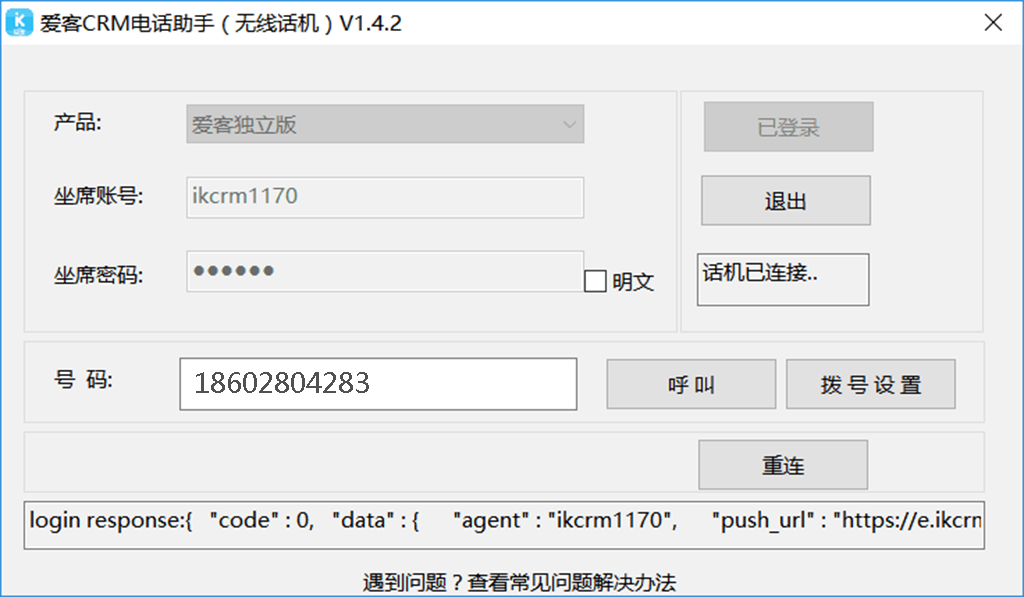 爱客CRM电话助手（无线话机）V1.4.2
产品:
爱客独立版
已登录
坐席账号:
ikcrm1170
退出
坐席密码:
●●●●●●
明文
话机已连接..
号 码:
18602804283
呼 叫
拨 号 设 置
重连
login response:{ "code" : 0, "data" : { "agent" : "ikcrm1170", "push_url" : "https://e.ikcrn
遇到问题？查看常见问题解决办法